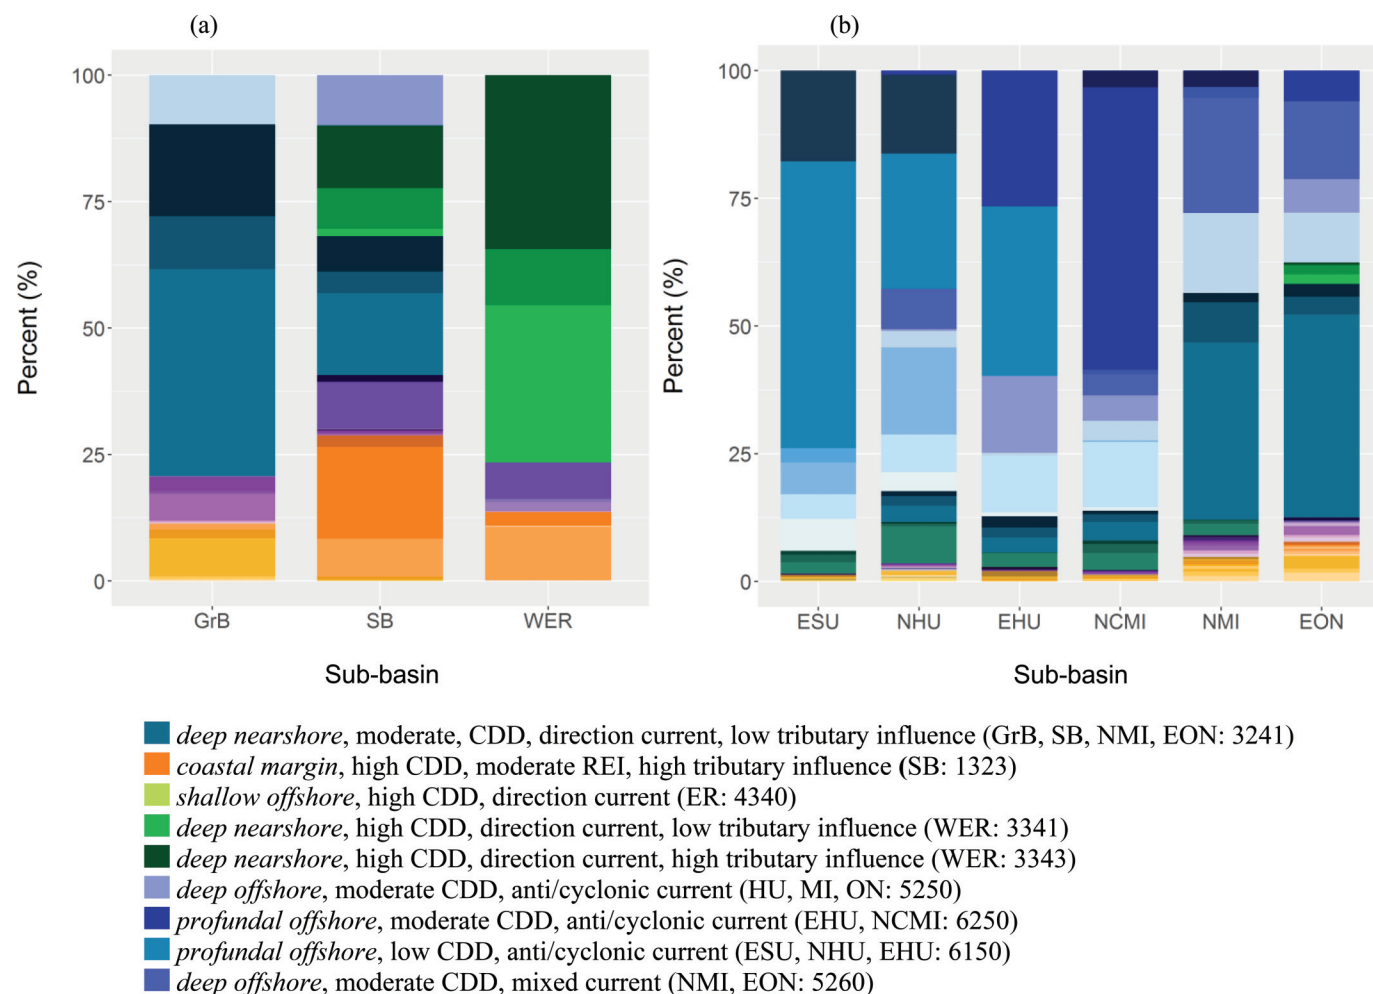 (a)
(b)
Percent (%)
100
75
50
25
0
GrB SB WER
Sub-basin
Percent (%)
100
75
50
25
0
ESU NHU EHU NCMI NMI EON
Sub-basin
deep nearshore, moderate, CDD, direction current, low tributary influence (GrB, SB, NMI, EON: 3241)
coastal margin, high CDD, moderate REI, high tributary influence (SB: 1323)
shallow offshore, high CDD, direction current (ER: 4340)
deep nearshore, high CDD, direction current, low tributary influence (WER: 3341)
deep nearshore, high CDD, direction current, high tributary influence (WER: 3343)
deep offshore, moderate CDD, anti/cyclonic current (HU, MI, ON: 5250)
profundal offshore, moderate CDD, anti/cyclonic current (EHU, NCMI: 6250)
profundal offshore, low CDD, anti/cyclonic current (ESU, NHU, EHU: 6150)
deep offshore, moderate CDD, mixed current (NMI, EON: 5260)